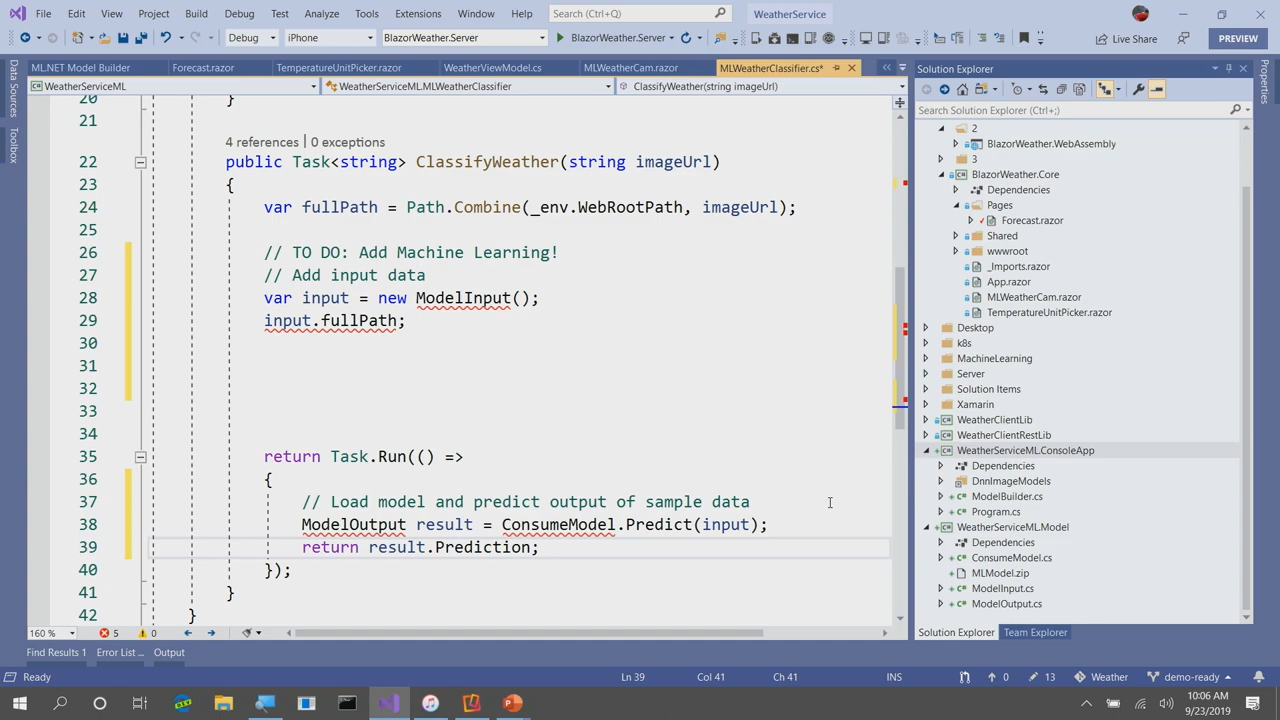 File Edit View Project Build Debug Test Analyze Tools Extensions Window Help Search (Ctrl+Q) WeatherService
Debug iPhone BlazorWeather.Server BlazorWeather.Server Live Share PREVIEW
Data Sources
Toolbox
ML.NET Model Builder Forecast.razor TemperatureUnitPicker.razor WeatherViewModel.cs MLWeatherCam.razor MLWeatherClassifier.cs*
WeatherServiceML WeatherServiceML.MLWeatherClassifier ClassifyWeather(string imageUrl)
20 }
21
4 references | 0 exceptions
22 public Task<string> ClassifyWeather(string imageUrl)
23 {
24 var fullPath = Path.Combine(_env.WebRootPath, imageUrl);
25
26 // TO DO: Add Machine Learning!
27 // Add input data
28 var input = new ModelInput();
29 input.fullPath;
30
31
32
33
34
35 return Task.Run(() =>
36 {
37 // Load model and predict output of sample data
38 ModelOutput result = ConsumeModel.Predict(input);
39 return result.Prediction;
40 });
41 }
42 }
160 % 5 0
Find Results 1 Error List ... Output
Solution Explorer
Search Solution Explorer (Ctrl+;)
2
BlazorWeather.WebAssembly
3
BlazorWeather.Core
Dependencies
Pages
Forecast.razor
Shared
wwwroot
_Imports.razor
App.razor
MLWeatherCam.razor
TemperatureUnitPicker.razor
Desktop
k8s
MachineLearning
Server
Solution Items
Xamarin
WeatherClientLib
WeatherClientRestLib
WeatherServiceML.ConsoleApp
Dependencies
DnnImageModels
ModelBuilder.cs
Program.cs
WeatherServiceML.Model
Dependencies
ConsumeModel.cs
MLModel.zip
ModelInput.cs
ModelOutput.cs
Solution Explorer Team Explorer
Properties
Ready Ln 39 Col 41 Ch 41 INS 0 13 Weather demo-ready
10:06 AM
9/23/2019